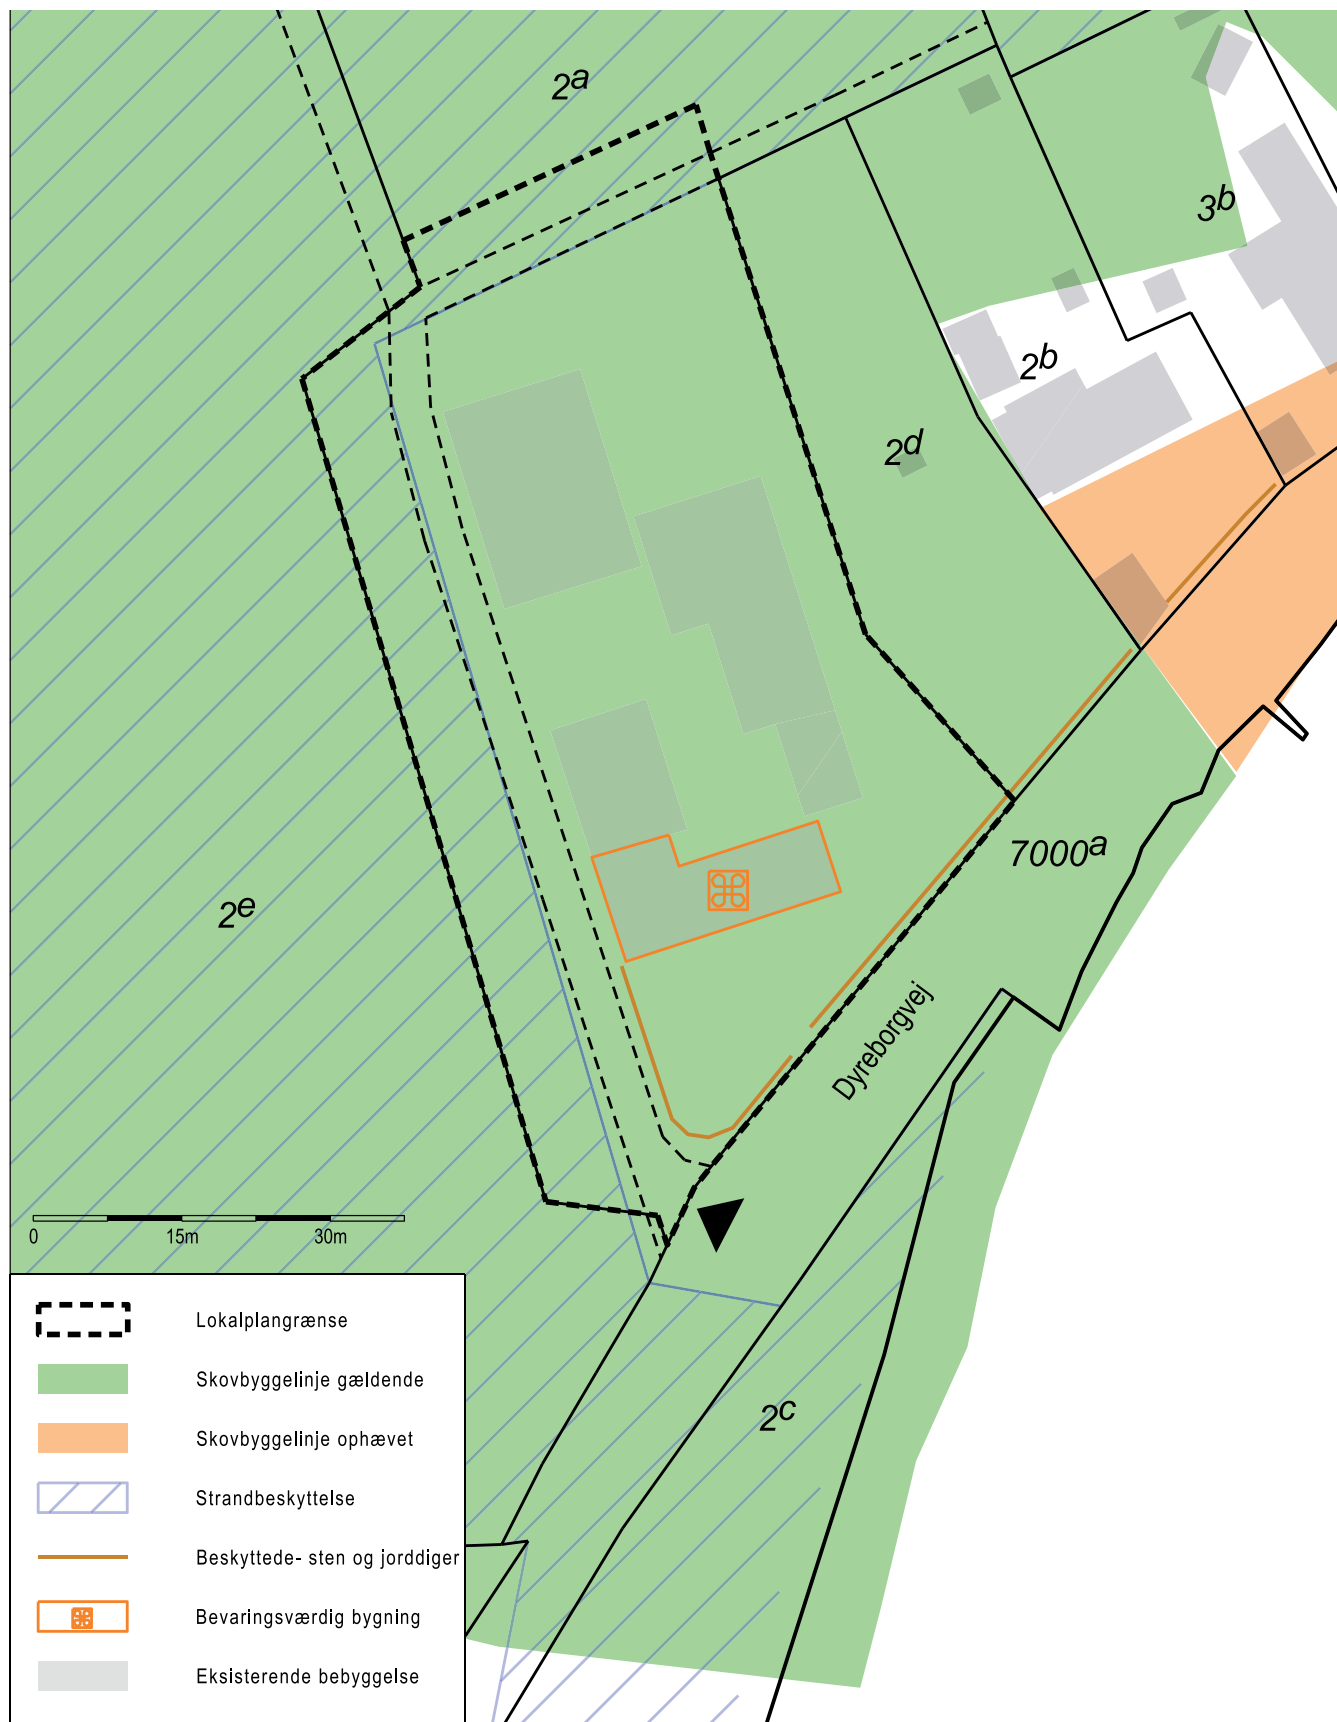 2a
3b
2b
2d
7000a
2e
Dyreborgvej
0 15m 30m
2c
Lokalplangrænse
Skovbyggelinje gældende
Skovbyggelinje ophævet
Strandbeskyttelse
Beskyttede- sten og jorddiger
Bevaringsværdig bygning
Eksisterende bebyggelse